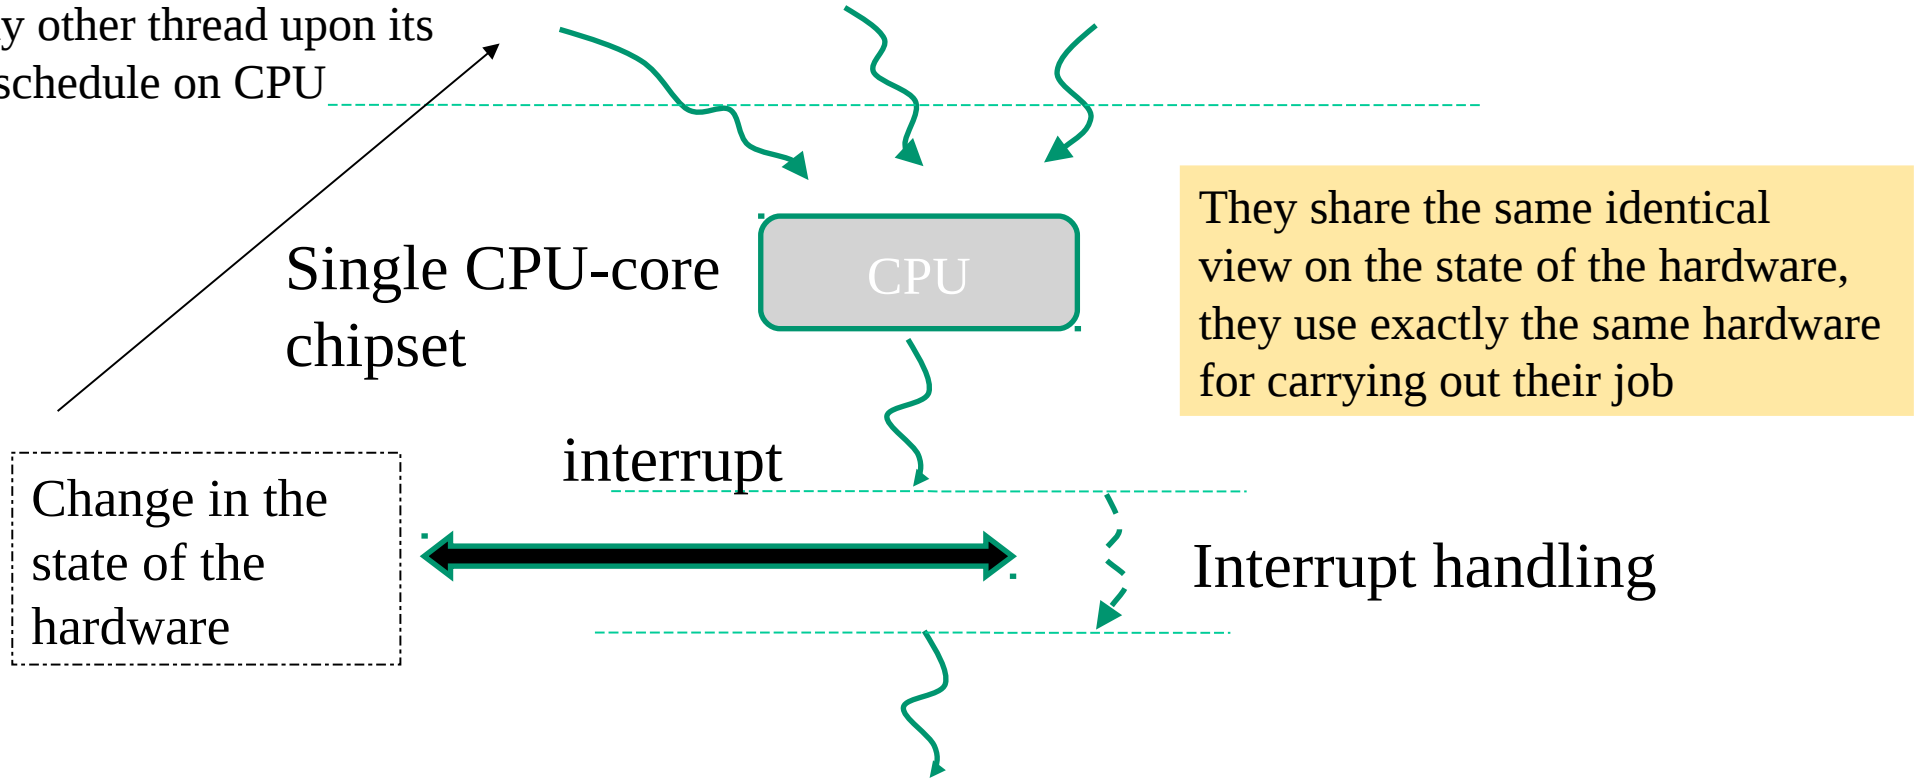 y other thread upon its
schedule on CPU
They share the same identical
view on the state of the hardware,
they use exactly the same hardware
for carrying out their job
Single CPU-core
chipset
CPU
interrupt
Change in the
state of the
hardware
Interrupt handling